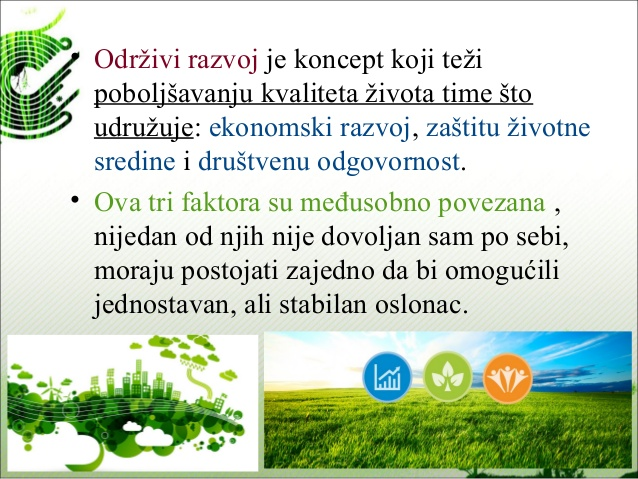 • Održivi razvoj je koncept koji teži
poboljšavanju kvaliteta života time što
udružuje: ekonomski razvoj, zaštitu životne
sredine i društvenu odgovornost.
• Ova tri faktora su međusobno povezana ,
nijedan od njih nije dovoljan sam po sebi,
moraju postojati zajedno da bi omogućili
jednostavan, ali stabilan oslonac.